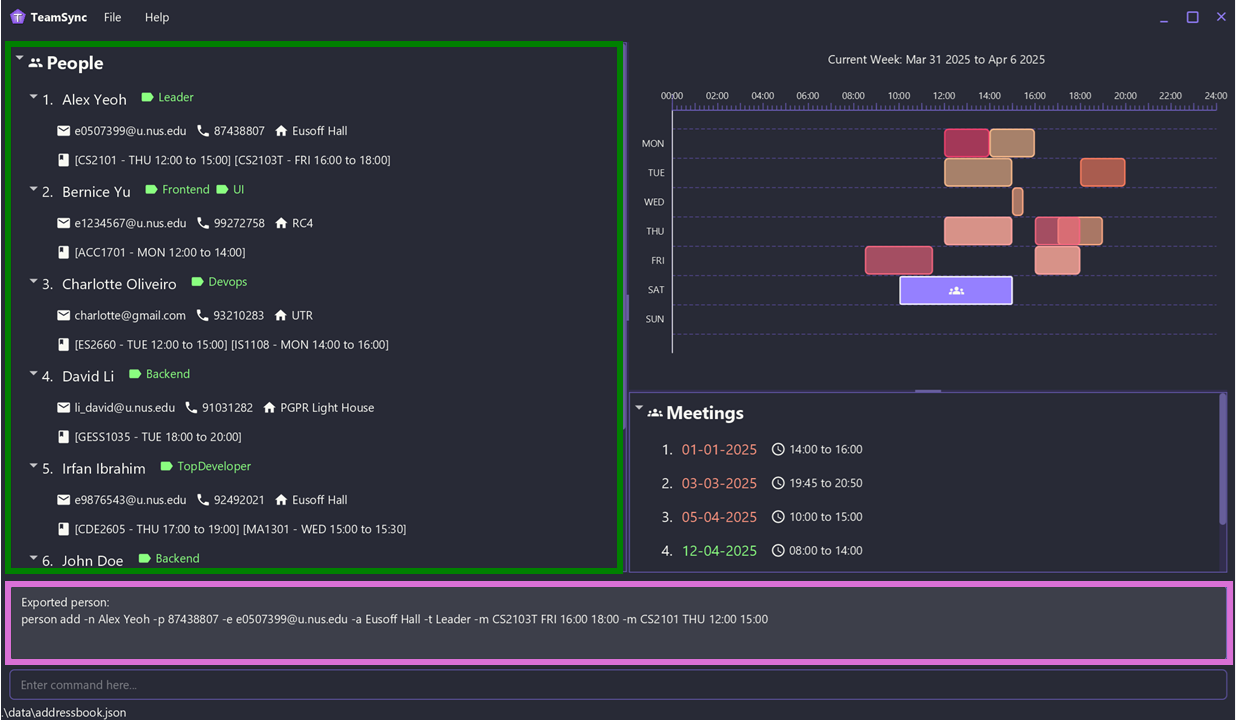 TeamSync File Help
People
1. Alex Yeoh Leader
e0507399@u.nus.edu 87438807 Eusoff Hall
[CS2101 - THU 12:00 to 15:00] [CS2103T - FRI 16:00 to 18:00]
2. Bernice Yu Frontend UI
e1234567@u.nus.edu 99272758 RC4
[ACC1701 - MON 12:00 to 14:00]
3. Charlotte Oliveiro Devops
charlotte@gmail.com 93210283 UTR
[ES2660 - TUE 12:00 to 15:00] [IS1108 - MON 14:00 to 16:00]
4. David Li Backend
li_david@u.nus.edu 91031282 PGPR Light House
[GESS1035 - TUE 18:00 to 20:00]
5. Irfan Ibrahim TopDeveloper
e9876543@u.nus.edu 92492021 Eusoff Hall
[CDE2605 - THU 17:00 to 19:00] [MA1301 - WED 15:00 to 15:30]
6. John Doe Backend
Current Week: Mar 31 2025 to Apr 6 2025
00:00 02:00 04:00 06:00 08:00 10:00 12:00 14:00 16:00 18:00 20:00 22:00 24:00
MON
TUE
WED
THU
FRI
SAT
SUN
Meetings
1. 01-01-2025 14:00 to 16:00
2. 03-03-2025 19:45 to 20:50
3. 05-04-2025 10:00 to 15:00
4. 12-04-2025 08:00 to 14:00
Exported person:
person add -n Alex Yeoh -p 87438807 -e e0507399@u.nus.edu -a Eusoff Hall -t Leader -m CS2103T FRI 16:00 18:00 -m CS2101 THU 12:00 15:00
Enter command here...
.\data\addressbook.json